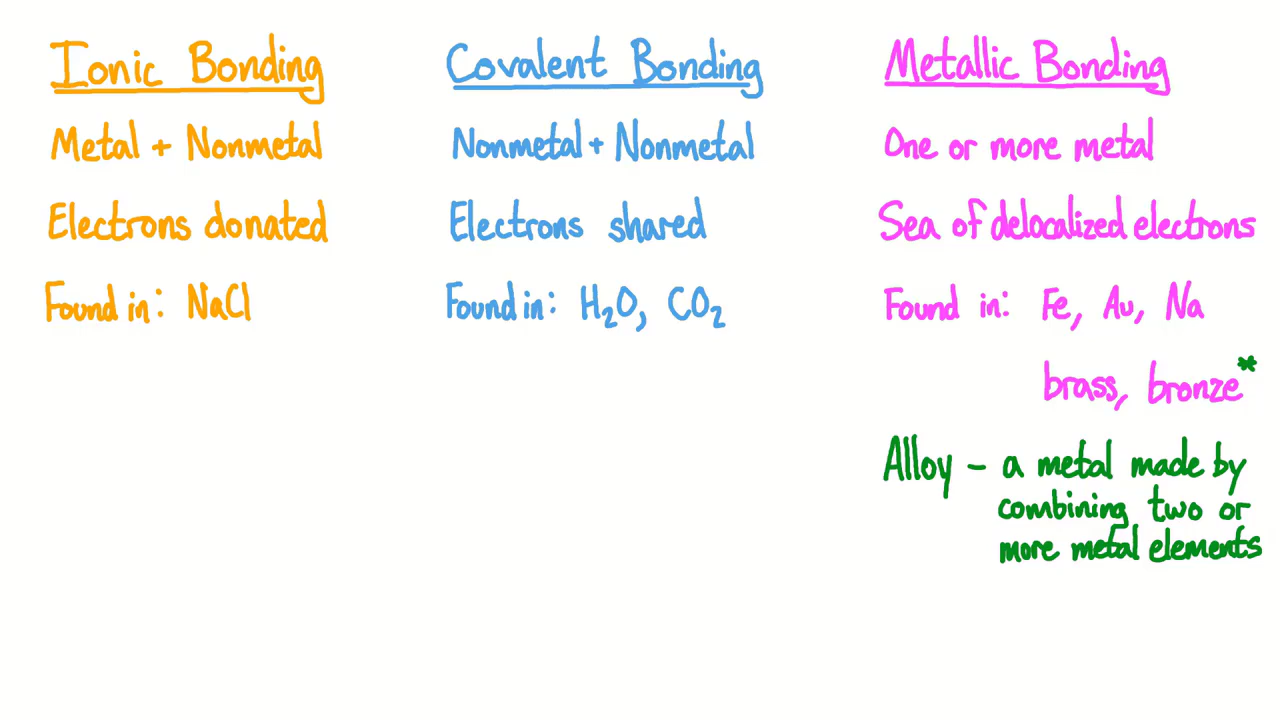 Ionic Bonding
Metal + Nonmetal
Electrons donated
Found in: NaCl
Covalent Bonding
Nonmetal + Nonmetal
Electrons shared
Found in: H₂O, CO₂
Metallic Bonding
One or more metal
Sea of delocalized electrons
Found in: Fe, Au, Na
brass, bronze*
Alloy – a metal made by
combining two or
more metal elements